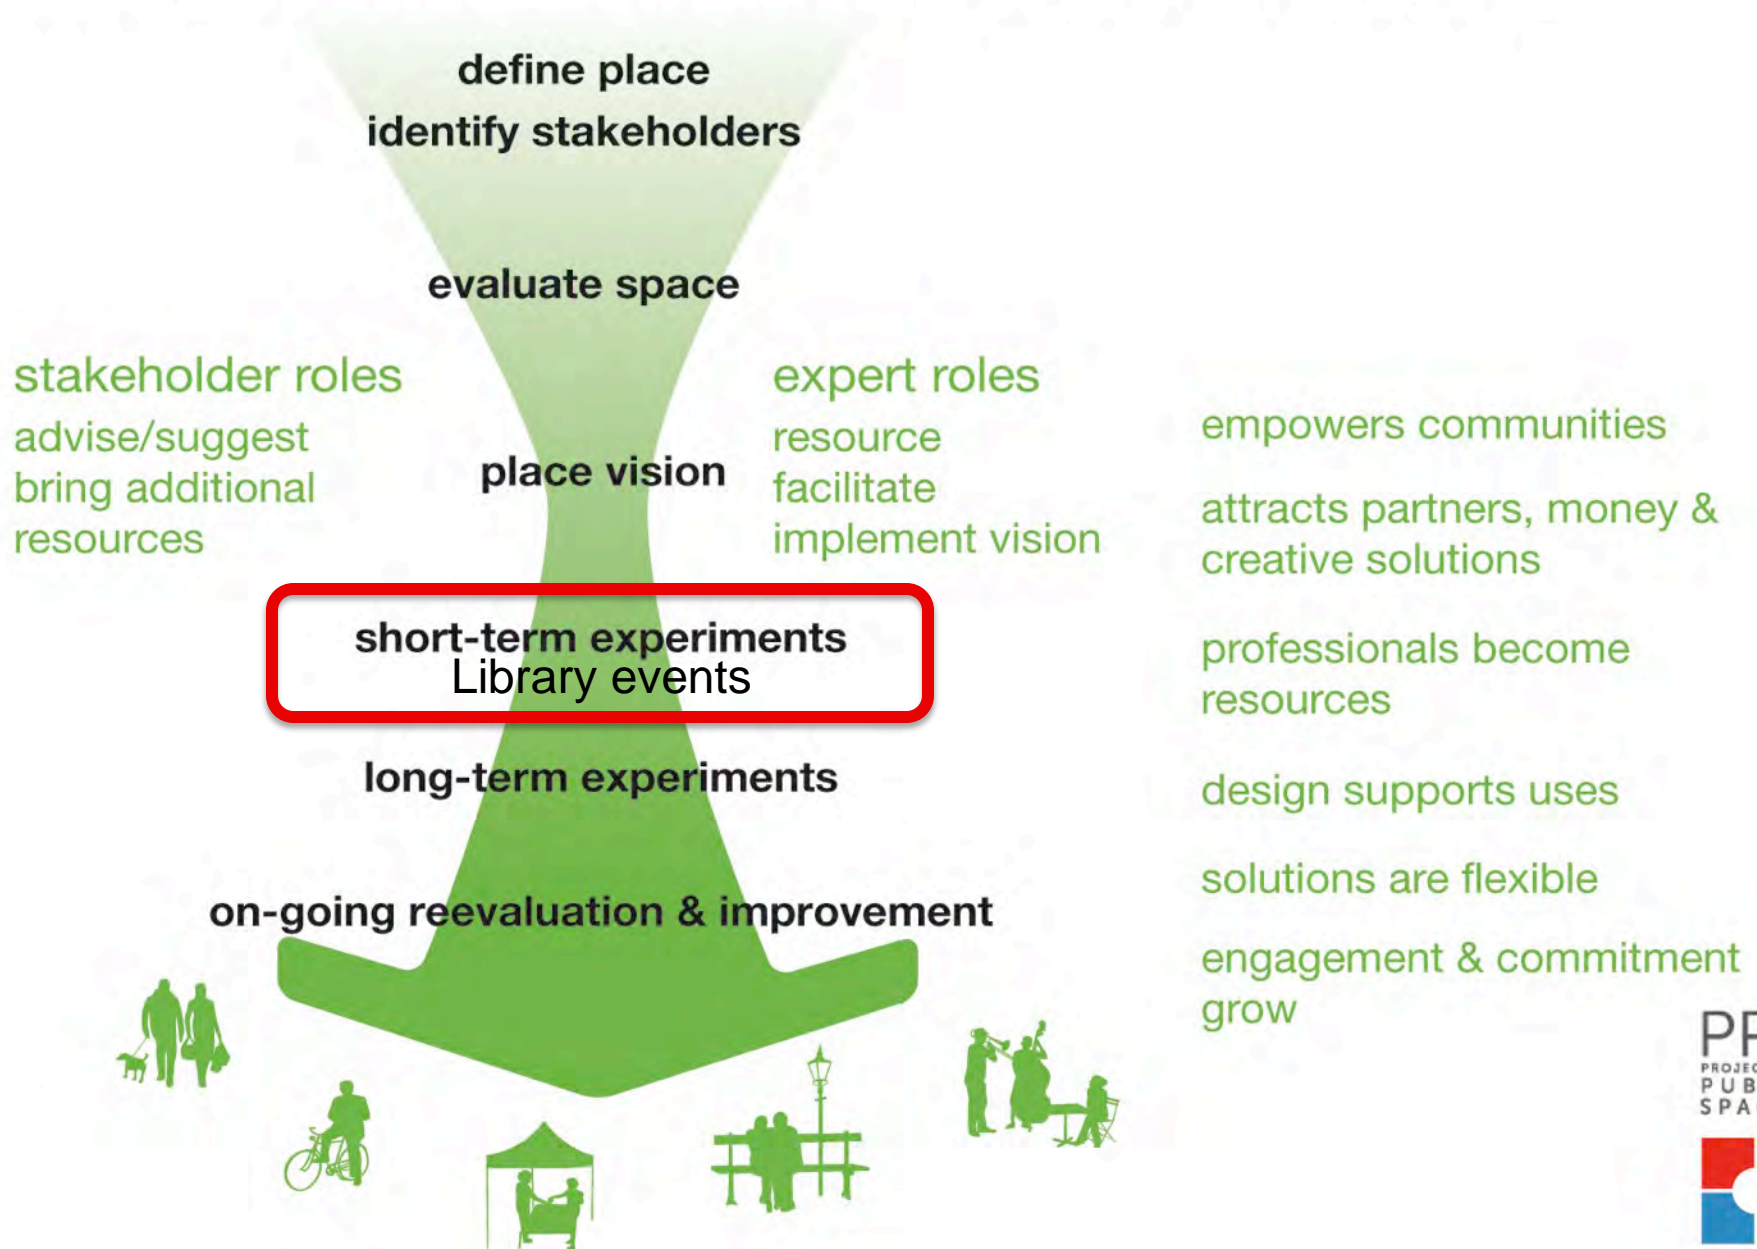 define place
identify stakeholders
evaluate space
stakeholder roles
advise/suggest
bring additional
resources
place vision
expert roles
resource
facilitate
implement vision
short-term experiments
Library events
long-term experiments
on-going reevaluation & improvement
empowers communities
attracts partners, money &
creative solutions
professionals become
resources
design supports uses
solutions are flexible
engagement & commitment
grow